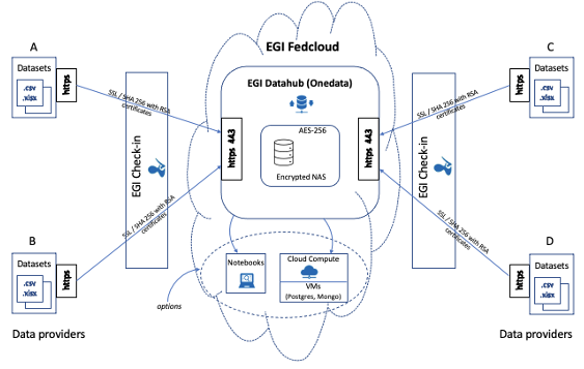 A
Datasets
.csv
.xlsx
https
SSL / SHA 256 with RSA
certificates
EGI Check-in
B
Datasets
.csv
.xlsx
https
SSL / SHA 256 with RSA
certificates
Data providers
EGI Fedcloud
EGI Datahub (Onedata)
https 443
AES-256
Encrypted NAS
https 443
Notebooks
Cloud Compute
VMs
(Postgres, Mongo)
options
C
Datasets
.csv
.xlsx
https
SSL / SHA 256 with RSA
certificates
EGI Check-in
D
Datasets
.csv
.xlsx
https
SSL / SHA 256 with RSA
certificates
Data providers